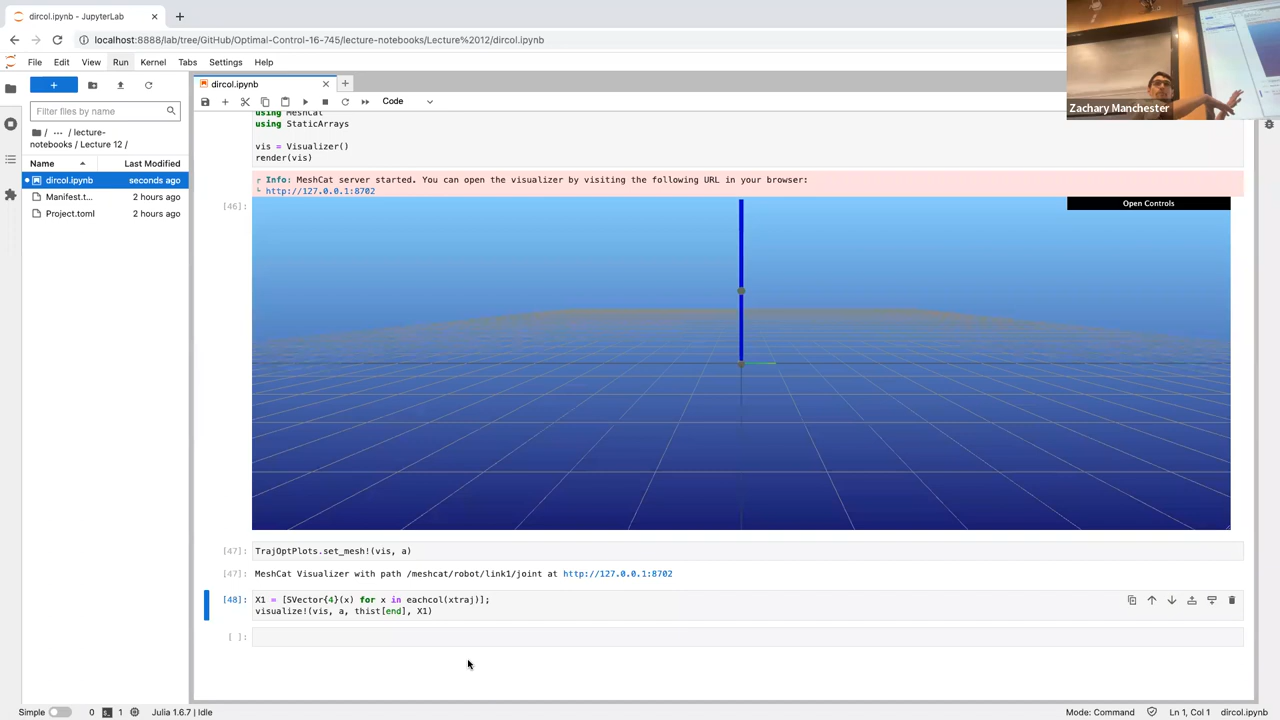 dircol.ipynb - JupyterLab
localhost:8888/lab/tree/GitHub/Optimal-Control-16-745/lecture-notebooks/Lecture%2012/dircol.ipynb
File Edit View Run Kernel Tabs Settings Help
Zachary Manchester
dircol.ipynb
Code
Filter files by name
/ ... / lecture-
notebooks / Lecture 12 /
Name Last Modified
dircol.ipynb seconds ago
Manifest.t... 2 hours ago
Project.toml 2 hours ago
using MeshCat
using StaticArrays
vis = Visualizer()
render(vis)
┌ Info: MeshCat server started. You can open the visualizer by visiting the following URL in your browser:
└ http://127.0.0.1:8702
[46]:
Open Controls
[47]: TrajOptPlots.set_mesh!(vis, a)
[47]: MeshCat Visualizer with path /meshcat/robot/link1/joint at http://127.0.0.1:8702
[48]: X1 = [SVector{4}(x) for x in eachcol(xtraj)];
visualize!(vis, a, thist[end], X1)
[ ]:
Simple 0 1 Julia 1.6.7 | Idle Mode: Command Ln 1, Col 1 dircol.ipynb